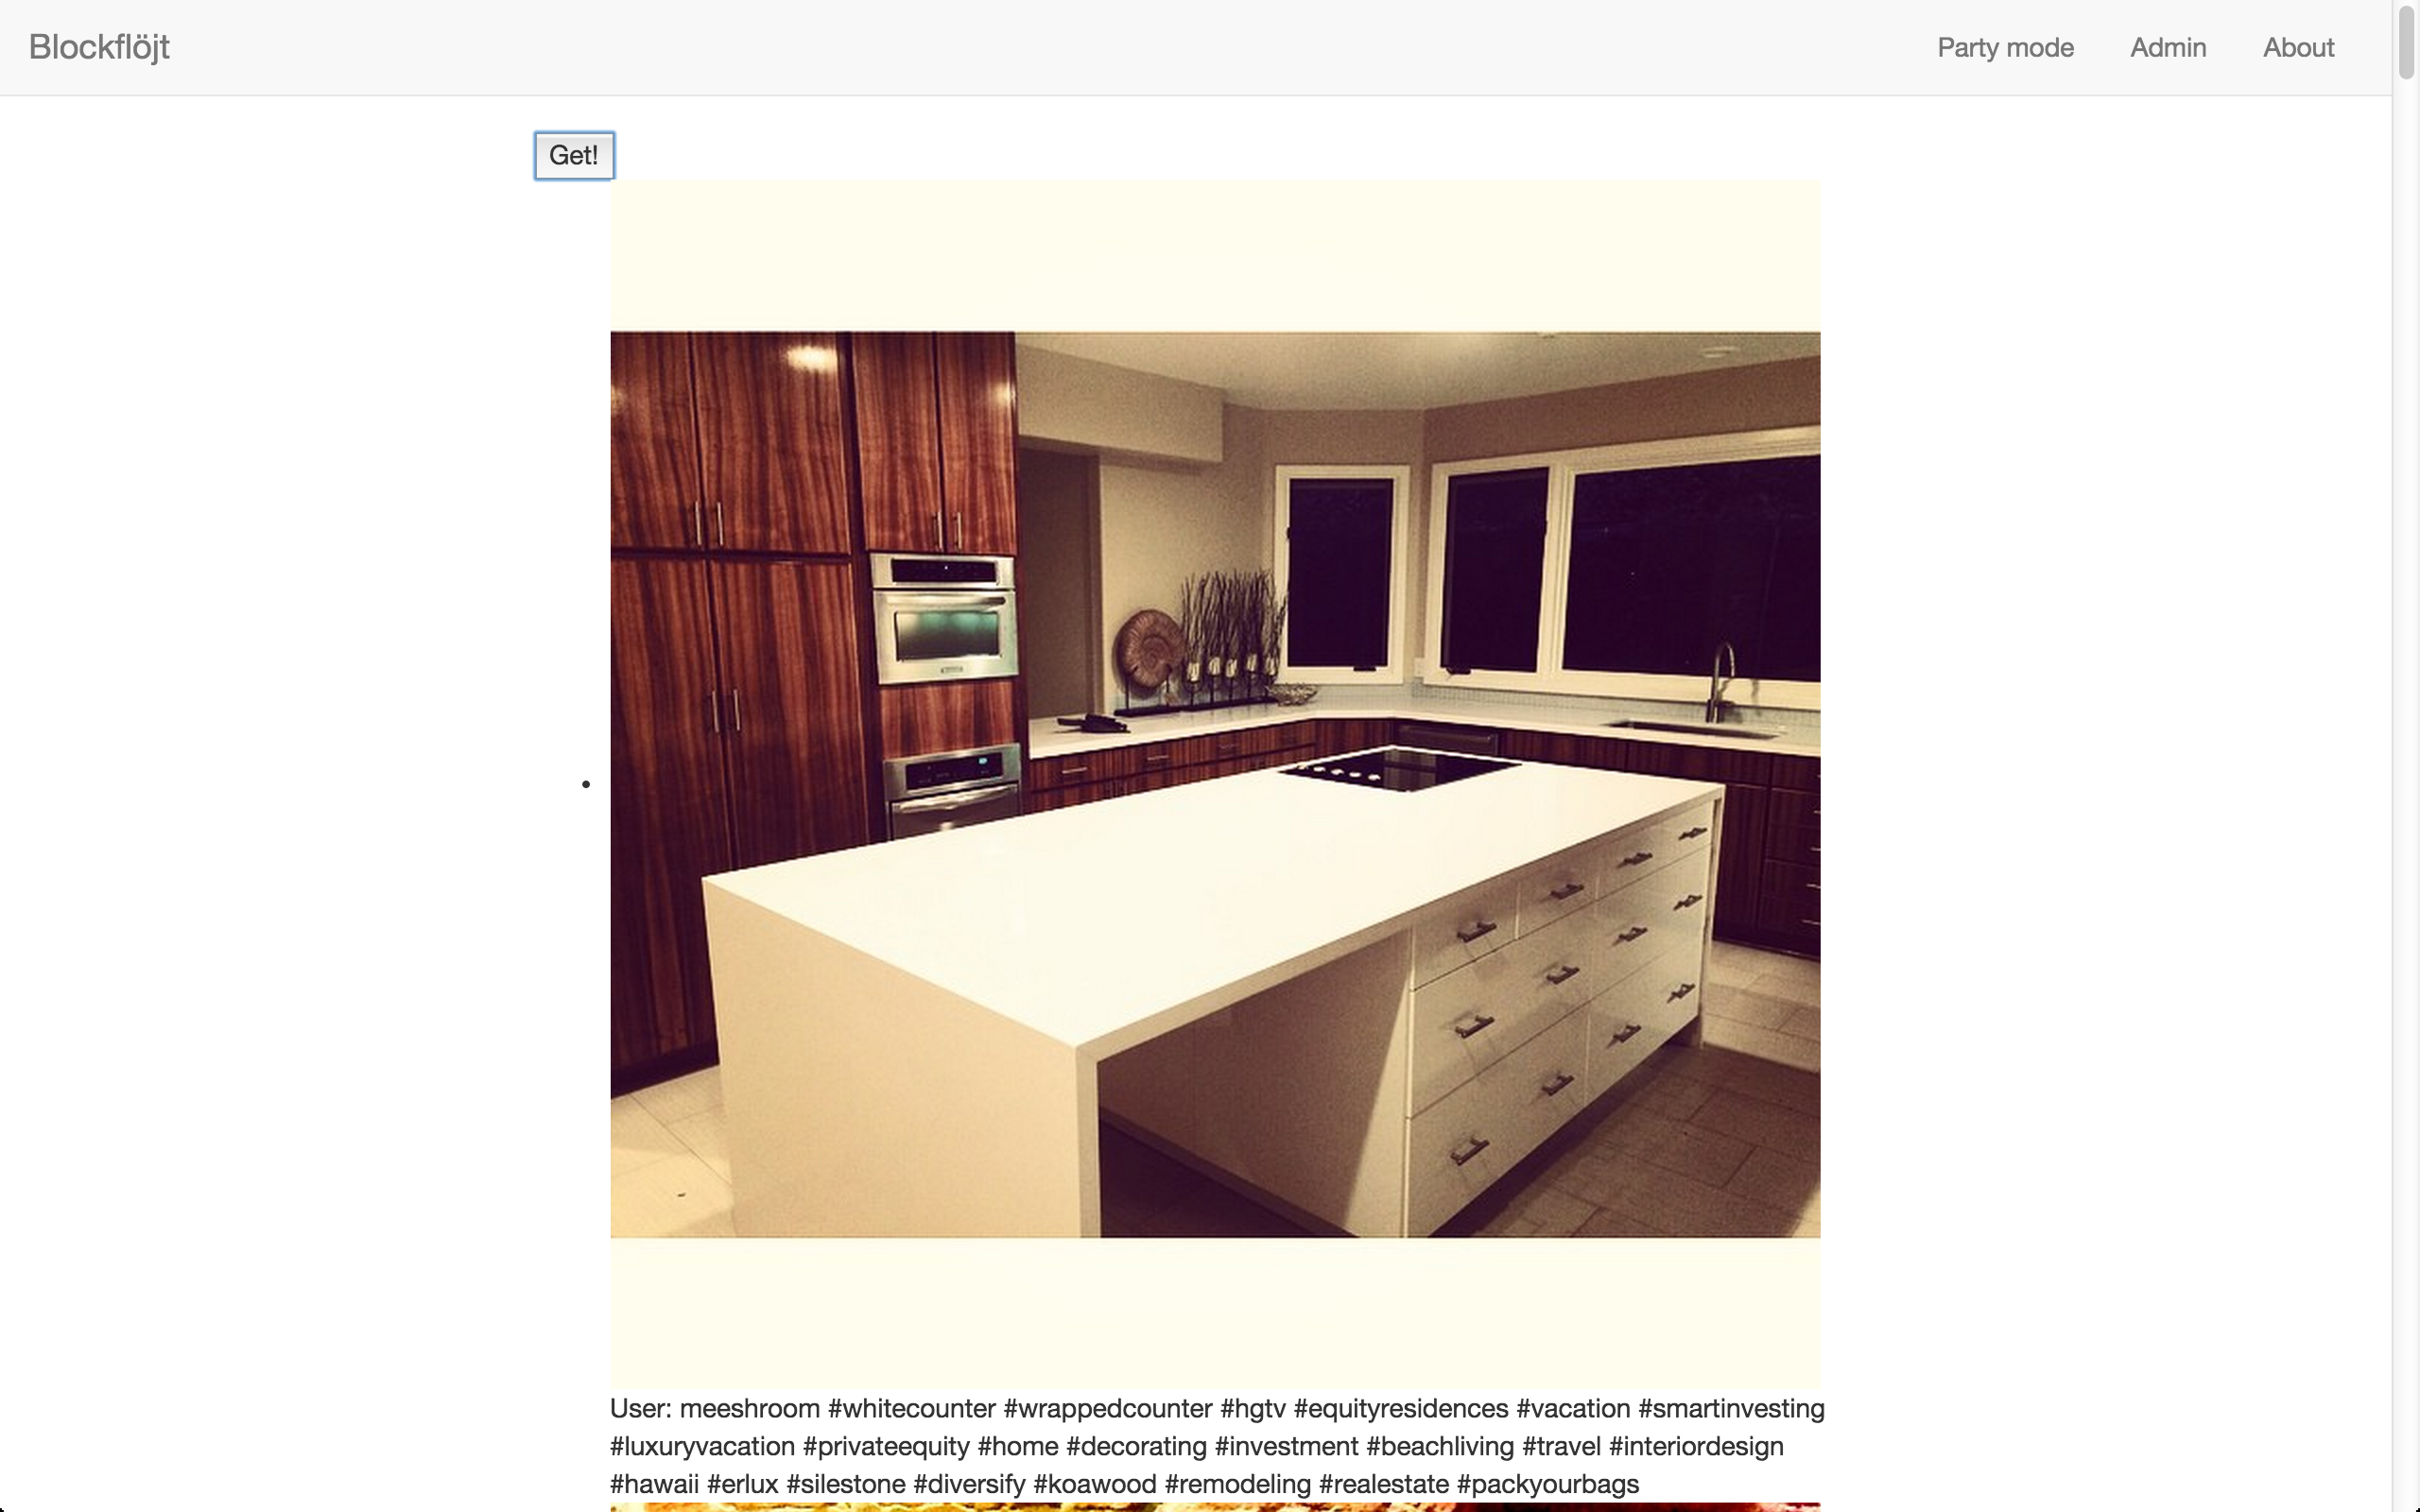 Blockflöjt
Party mode
Admin
About
Get!
User: meeshroom #whitecounter #wrappedcounter #hgtv #equityresidences #vacation #smartinvesting
#luxuryvacation #privateequity #home #decorating #investment #beachliving #travel #interiordesign
#hawaii #erlux #silestone #diversify #koawood #remodeling #realestate #packyourbags